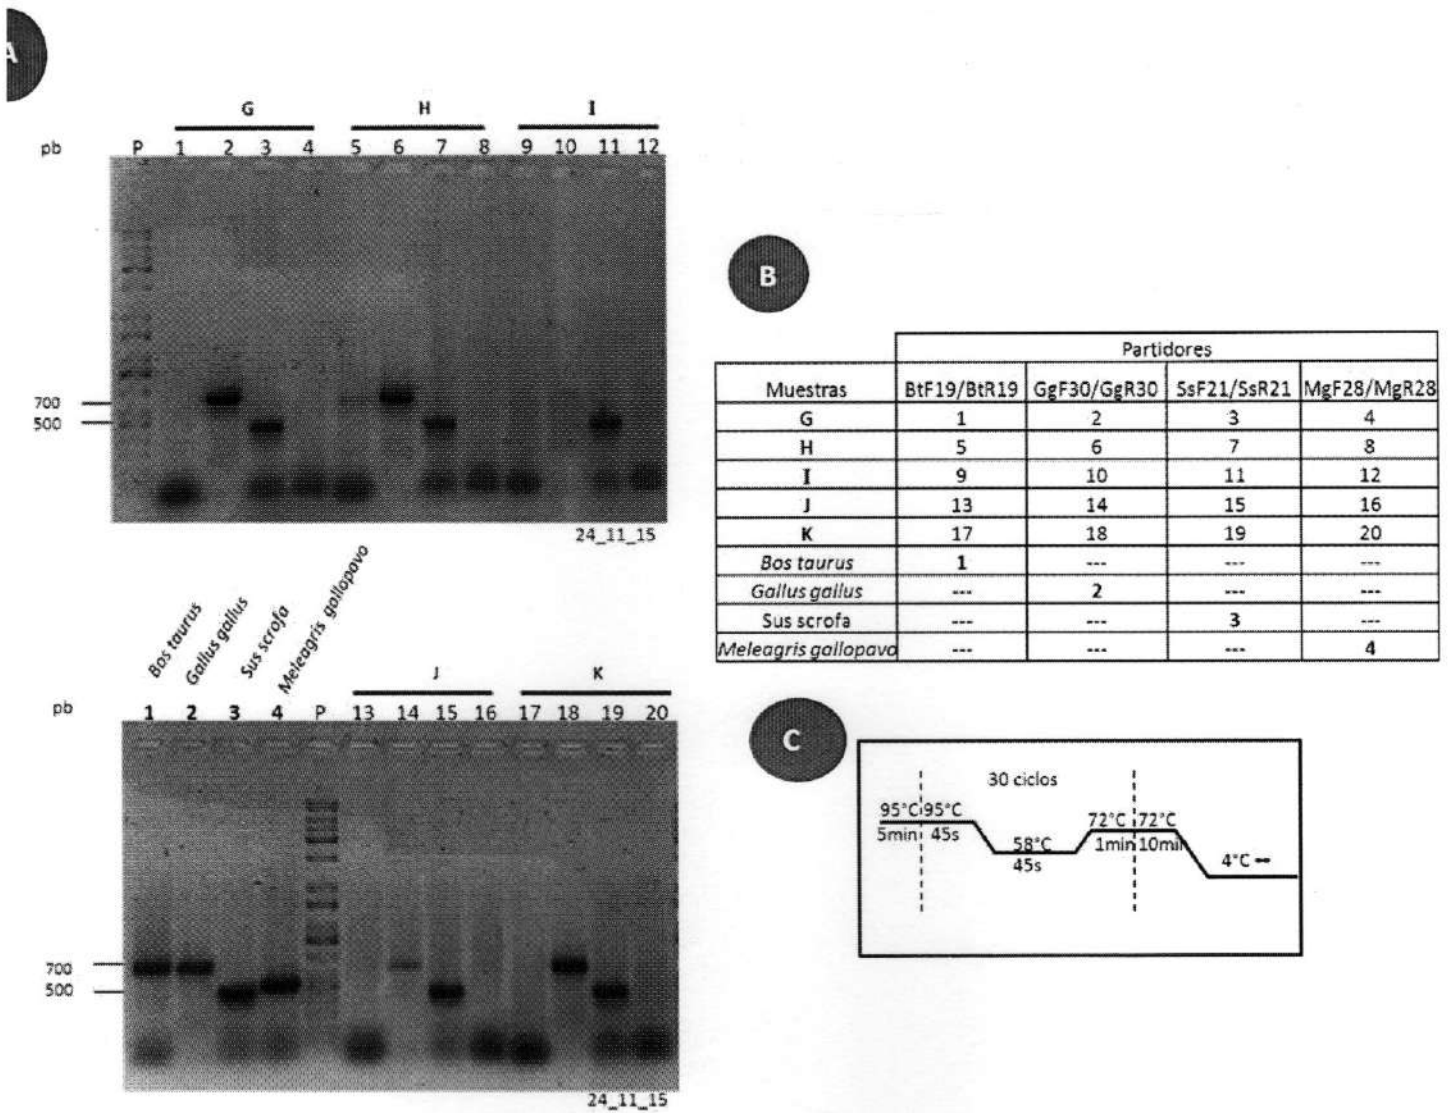 A
G H I
pb P 1 2 3 4 5 6 7 8 9 10 11 12
700
500
24_11_15
Bos taurus
Gallus gallus
Sus scrofa
Meleagris gallopavo
J K
pb 1 2 3 4 P 13 14 15 16 17 18 19 20
700
500
24_11_15
B
Partidores
Muestras BtF19/BtR19 GgF30/GgR30 SsF21/SsR21 MgF28/MgR28
G 1 2 3 4
H 5 6 7 8
I 9 10 11 12
J 13 14 15 16
K 17 18 19 20
Bos taurus 1 --- --- ---
Gallus gallus --- 2 --- ---
Sus scrofa --- --- 3 ---
Meleagris gallopavo --- --- --- 4
C
30 ciclos
95°C 95°C 72°C 72°C
5min 45s 58°C 1min 10min 4°C ∞
45s